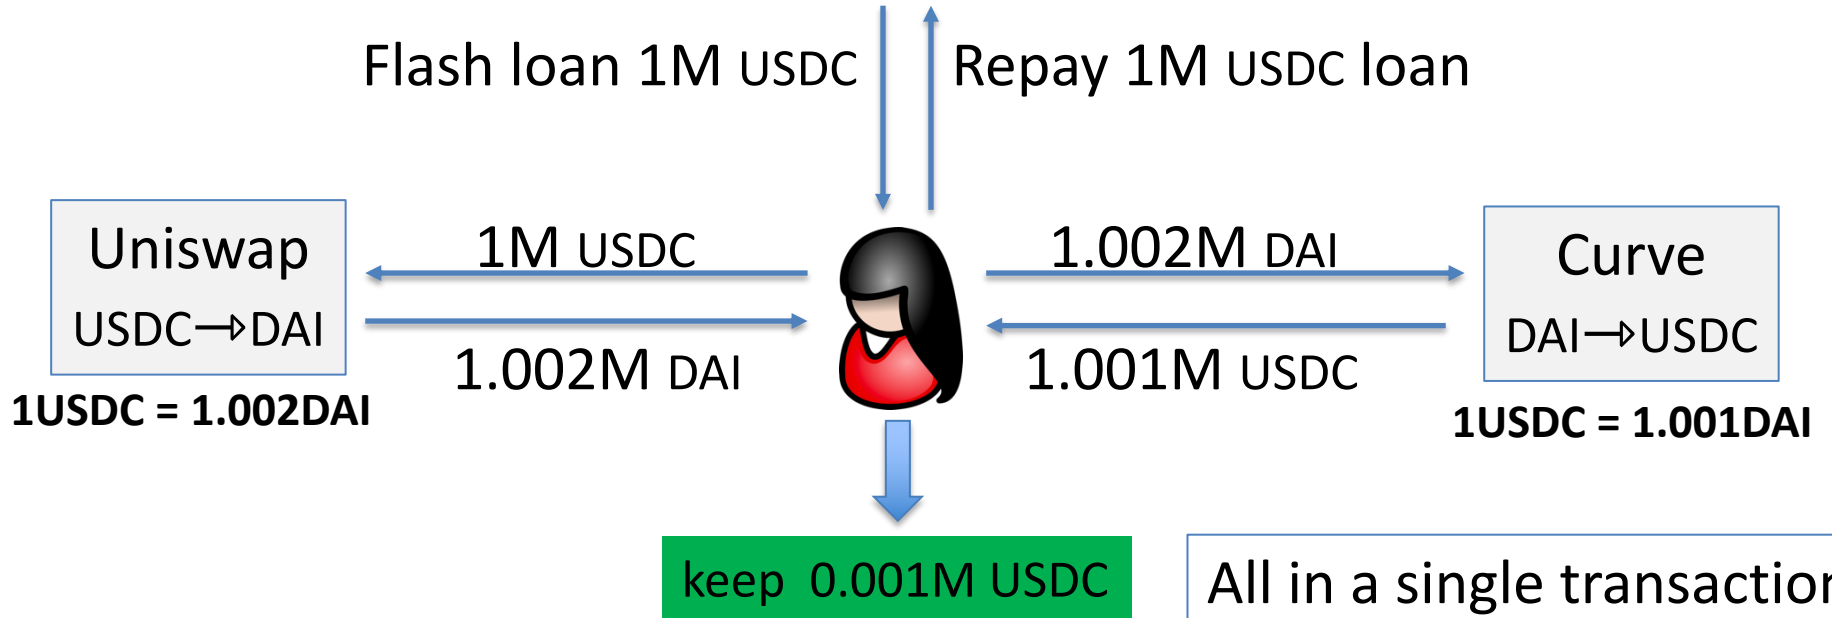 Flash loan 1M USDC
Repay 1M USDC loan
Uniswap
USDC→DAI
1USDC = 1.002DAI
1M USDC
1.002M DAI
1.002M DAI
1.001M USDC
Curve
DAI→USDC
1USDC = 1.001DAI
keep 0.001M USDC
All in a single transaction